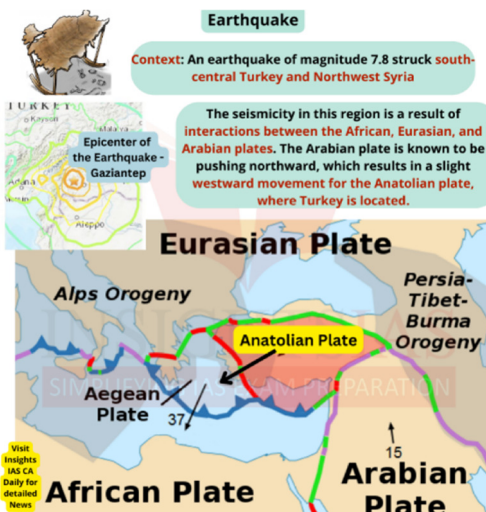 Earthquake
Context: An earthquake of magnitude 7.8 struck south-
central Turkey and Northwest Syria
TURKEY
Kayseri
Malatya
Adana
Aleppo
Epicenter of
the Earthquake -
Gaziantep
The seismicity in this region is a result of
interactions between the African, Eurasian, and
Arabian plates. The Arabian plate is known to be
pushing northward, which results in a slight
westward movement for the Anatolian plate,
where Turkey is located.
Eurasian Plate
Alps Orogeny
Persia-
Tibet-
Burma
Orogeny
Anatolian Plate
Aegean
Plate
37
15
African Plate
Arabian
Plate
Visit
Insights
IAS CA
Daily for
detailed
News